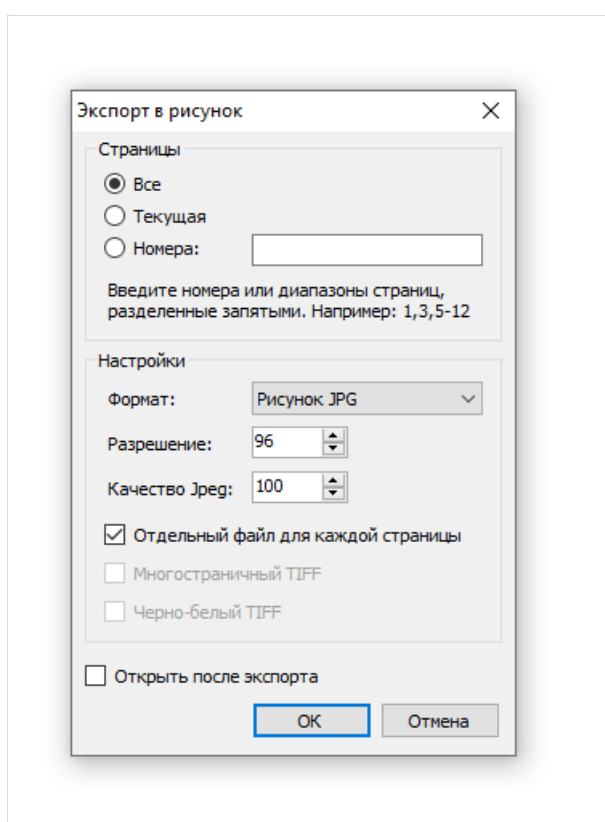 Экспорт в рисунок
Страницы
Все
Текущая
Номера:
Введите номера или диапазоны страниц,
разделенные запятыми. Например: 1,3,5-12
Настройки
Формат: Рисунок JPG
Разрешение: 96
Качество Jpeg: 100
Отдельный файл для каждой страницы
Многостраничный TIFF
Черно-белый TIFF
Открыть после экспорта
ОК Отмена